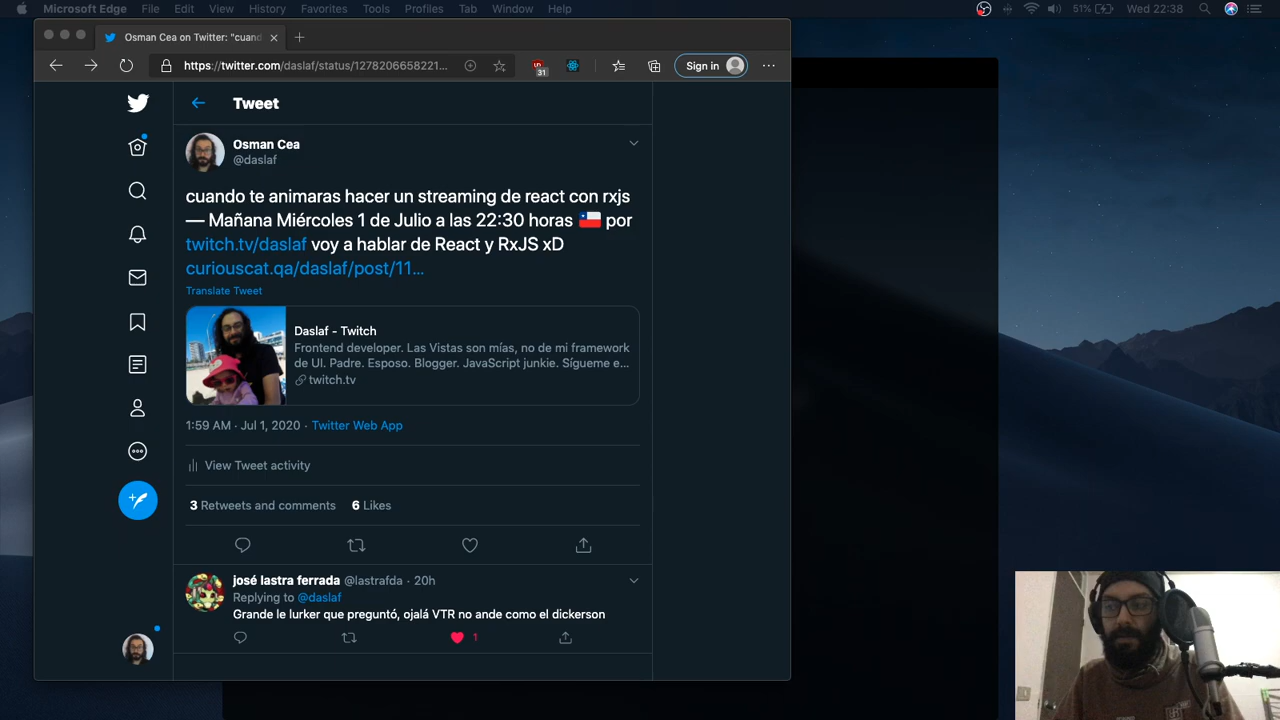 Microsoft Edge File Edit View History Favorites Tools Profiles Tab Window Help 51% Wed 22:38
Osman Cea on Twitter: "cuand
https://twitter.com/daslaf/status/1278206658221... 31 Sign in
Tweet
Osman Cea
@daslaf
cuando te animaras hacer un streaming de react con rxjs
— Mañana Miércoles 1 de Julio a las 22:30 horas 🇨🇱 por
twitch.tv/daslaf voy a hablar de React y RxJS xD
curiouscat.qa/daslaf/post/11…
Translate Tweet
Daslaf - Twitch
Frontend developer. Las Vistas son mías, no de mi framework
de UI. Padre. Esposo. Blogger. JavaScript junkie. Sígueme e...
twitch.tv
1:59 AM · Jul 1, 2020 · Twitter Web App
View Tweet activity
3 Retweets and comments 6 Likes
josé lastra ferrada @lastrafda · 20h
Replying to @daslaf
Grande le lurker que preguntó, ojalá VTR no ande como el dickerson
1